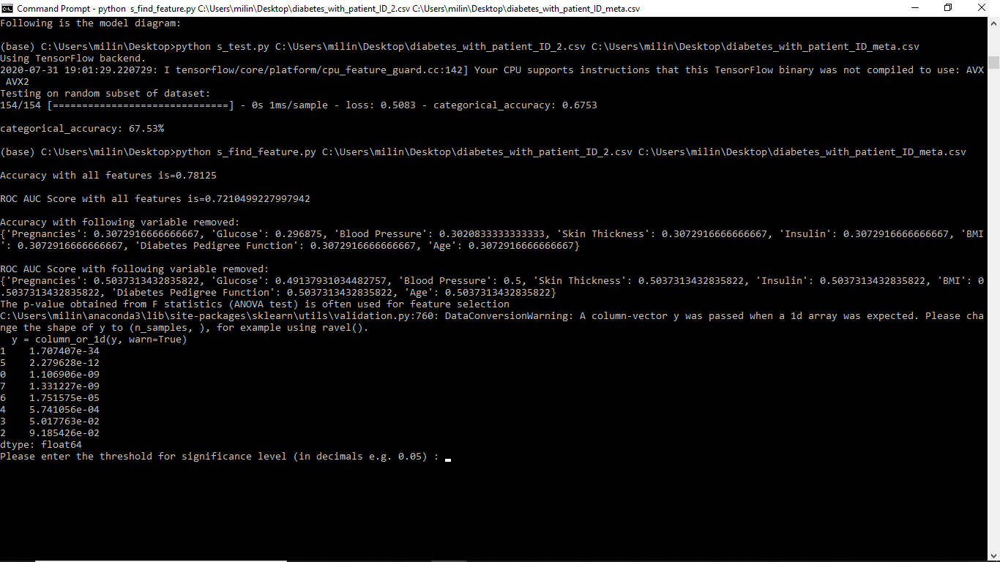 Command Prompt - python  s_find_feature.py C:\Users\milin\Desktop\diabetes_with_patient_ID_2.csv C:\Users\milin\Desktop\diabetes_with_patient_ID_meta.csv
Following is the model diagram:
(base) C:\Users\milin\Desktop>python s_test.py C:\Users\milin\Desktop\diabetes_with_patient_ID_2.csv C:\Users\milin\Desktop\diabetes_with_patient_ID_meta.csv
Using TensorFlow backend.
2020-07-31 19:01:29.220729: I tensorflow/core/platform/cpu_feature_guard.cc:142] Your CPU supports instructions that this TensorFlow binary was not compiled to use: AVX
 AVX2
Testing on random subset of dataset:
154/154 [==============================] - 0s 1ms/sample - loss: 0.5083 - categorical_accuracy: 0.6753
categorical_accuracy: 67.53%
(base) C:\Users\milin\Desktop>python s_find_feature.py C:\Users\milin\Desktop\diabetes_with_patient_ID_2.csv C:\Users\milin\Desktop\diabetes_with_patient_ID_meta.csv
Accuracy with all features is=0.78125
ROC AUC Score with all features is=0.7210499227997942
Accuracy with following variable removed:
{'Pregnancies': 0.3072916666666667, 'Glucose': 0.296875, 'Blood Pressure': 0.3020833333333333, 'Skin Thickness': 0.3072916666666667, 'Insulin': 0.3072916666666667, 'BMI
': 0.3072916666666667, 'Diabetes Pedigree Function': 0.3072916666666667, 'Age': 0.3072916666666667}
ROC AUC Score with following variable removed:
{'Pregnancies': 0.5037313432835822, 'Glucose': 0.49137931034482757, 'Blood Pressure': 0.5, 'Skin Thickness': 0.5037313432835822, 'Insulin': 0.5037313432835822, 'BMI': 0
.5037313432835822, 'Diabetes Pedigree Function': 0.5037313432835822, 'Age': 0.5037313432835822}
The p-value obtained from F statistics (ANOVA test) is often used for feature selection
C:\Users\milin\anaconda3\lib\site-packages\sklearn\utils\validation.py:760: DataConversionWarning: A column-vector y was passed when a 1d array was expected. Please cha
nge the shape of y to (n_samples, ), for example using ravel().
  y = column_or_1d(y, warn=True)
1    1.707407e-34
5    2.279628e-12
0    1.106906e-09
7    1.331227e-09
6    1.751575e-05
4    5.741056e-04
3    5.017763e-02
2    9.185426e-02
dtype: float64
Please enter the threshold for significance level (in decimals e.g. 0.05) :